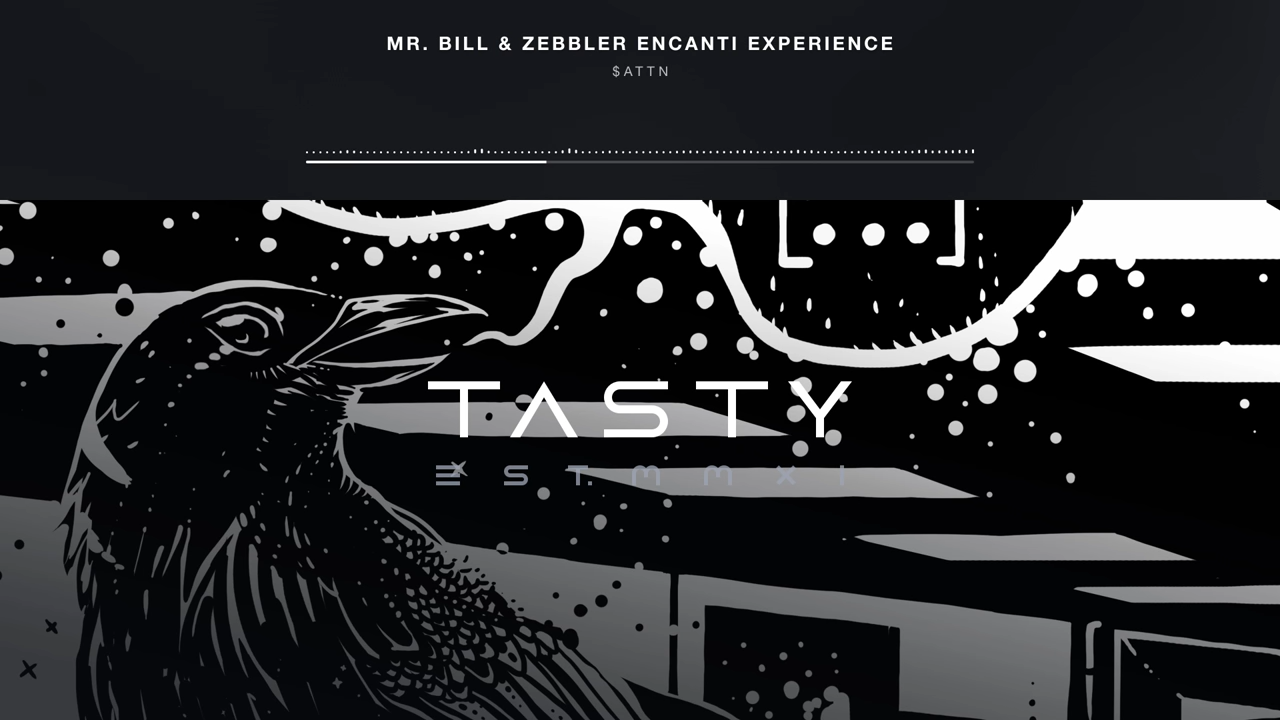 MR. BILL & ZEBBLER ENCANTI EXPERIENCE
$ATTN
TASTY
EST. MMXI